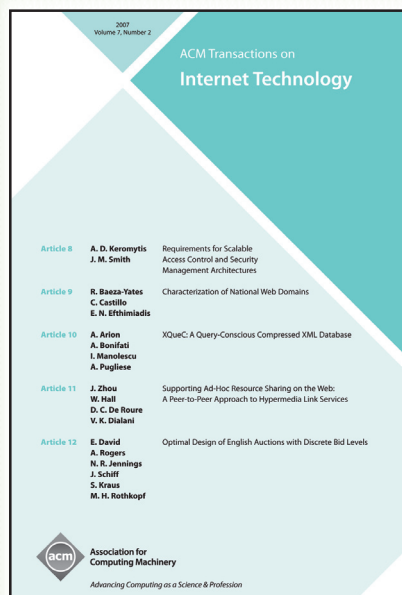 2007
Volume 7, Number 2
ACM Transactions on
Internet Technology
Article 8 A. D. Keromytis Requirements for Scalable
J. M. Smith Access Control and Security
Management Architectures
Article 9 R. Baeza-Yates Characterization of National Web Domains
C. Castillo
E. N. Efthimiadis
Article 10 A. Arion XQueC: A Query-Conscious Compressed XML Database
A. Bonifati
I. Manolescu
A. Pugliese
Article 11 J. Zhou Supporting Ad-Hoc Resource Sharing on the Web:
W. Hall A Peer-to-Peer Approach to Hypermedia Link Services
D. C. De Roure
V. K. Dialani
Article 12 E. David Optimal Design of English Auctions with Discrete Bid Levels
A. Rogers
N. R. Jennings
J. Schiff
S. Kraus
M. H. Rothkopf
acm
Association for
Computing Machinery
Advancing Computing as a Science & Profession